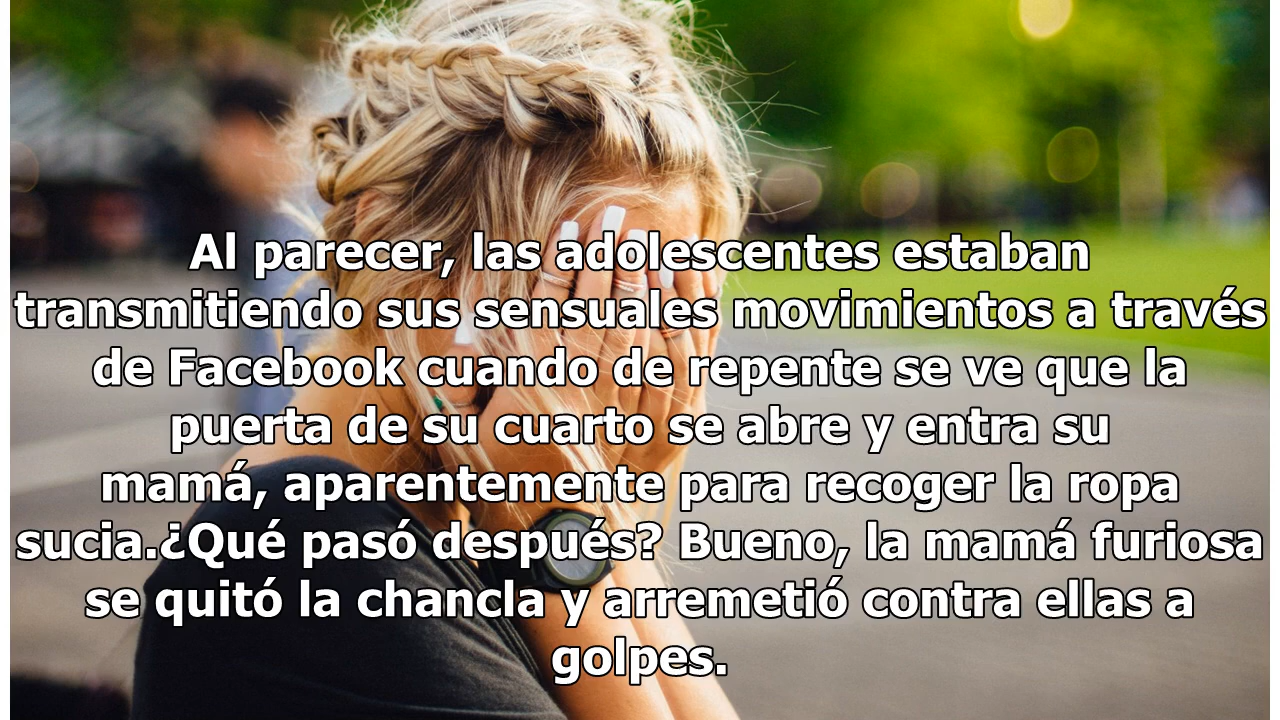 Al parecer, las adolescentes estaban
transmitiendo sus sensuales movimientos a través
de Facebook cuando de repente se ve que la
puerta de su cuarto se abre y entra su
mamá, aparentemente para recoger la ropa
sucia.¿Qué pasó después? Bueno, la mamá furiosa
se quitó la chancla y arremetió contra ellas a
golpes.